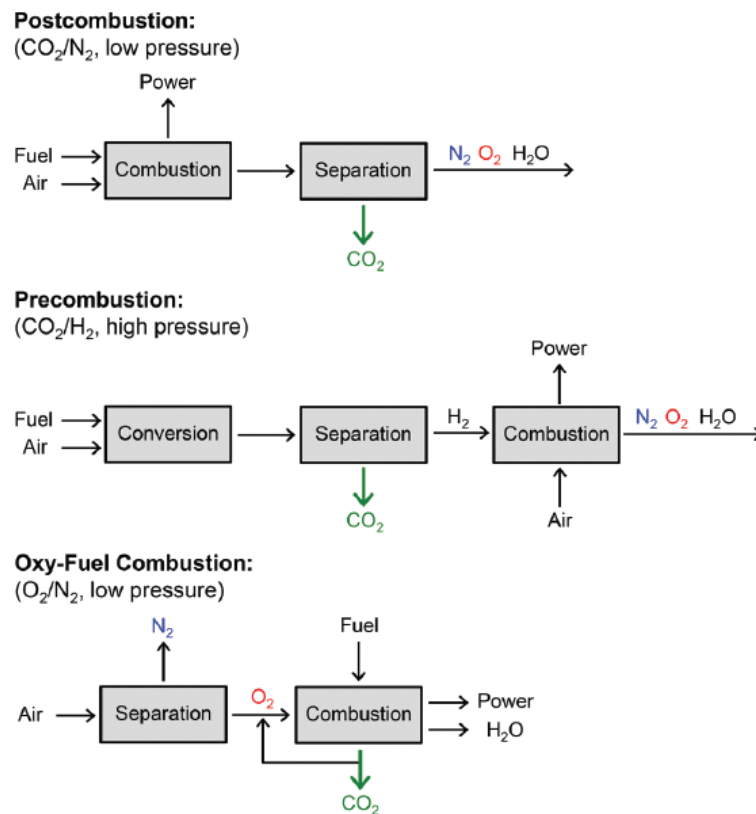 Postcombustion:
(CO₂/N₂, low pressure)
Power
Fuel
Air
Combustion
Separation
N₂ O₂ H₂O
CO₂
Precombustion:
(CO₂/H₂, high pressure)
Power
Fuel
Air
Conversion
Separation
H₂
Combustion
N₂ O₂ H₂O
CO₂
Air
Oxy-Fuel Combustion:
(O₂/N₂, low pressure)
N₂
Fuel
Air
Separation
O₂
Combustion
Power
H₂O
CO₂